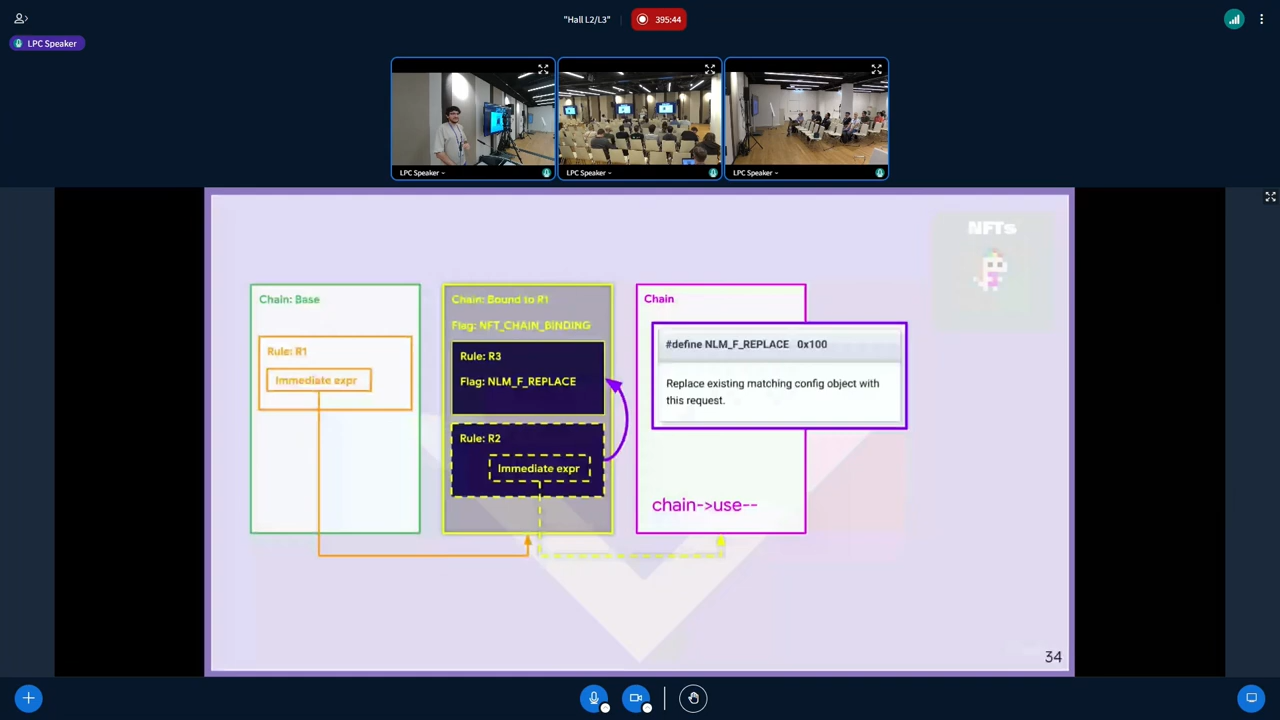 "Hall L2/L3"
395:44
LPC Speaker
LPC Speaker
LPC Speaker
LPC Speaker
NFTs
Chain: Base
Rule: R1
Immediate expr
Chain: Bound to R1
Flag: NFT_CHAIN_BINDING
Rule: R3
Flag: NLM_F_REPLACE
Rule: R2
Immediate expr
Chain
#define NLM_F_REPLACE 0x100
Replace existing matching config object with
this request.
chain->use--
34